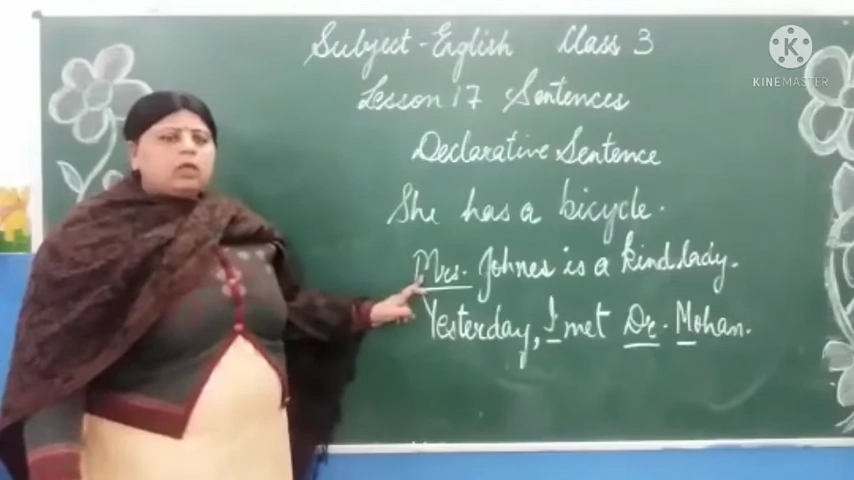 Subject - English Class 3
Lesson 17 Sentences
Declarative Sentence
She has a bicycle.
Mrs. Johnes is a kind lady.
Yesterday, I met Dr. Mohan.
K
KINEMASTER